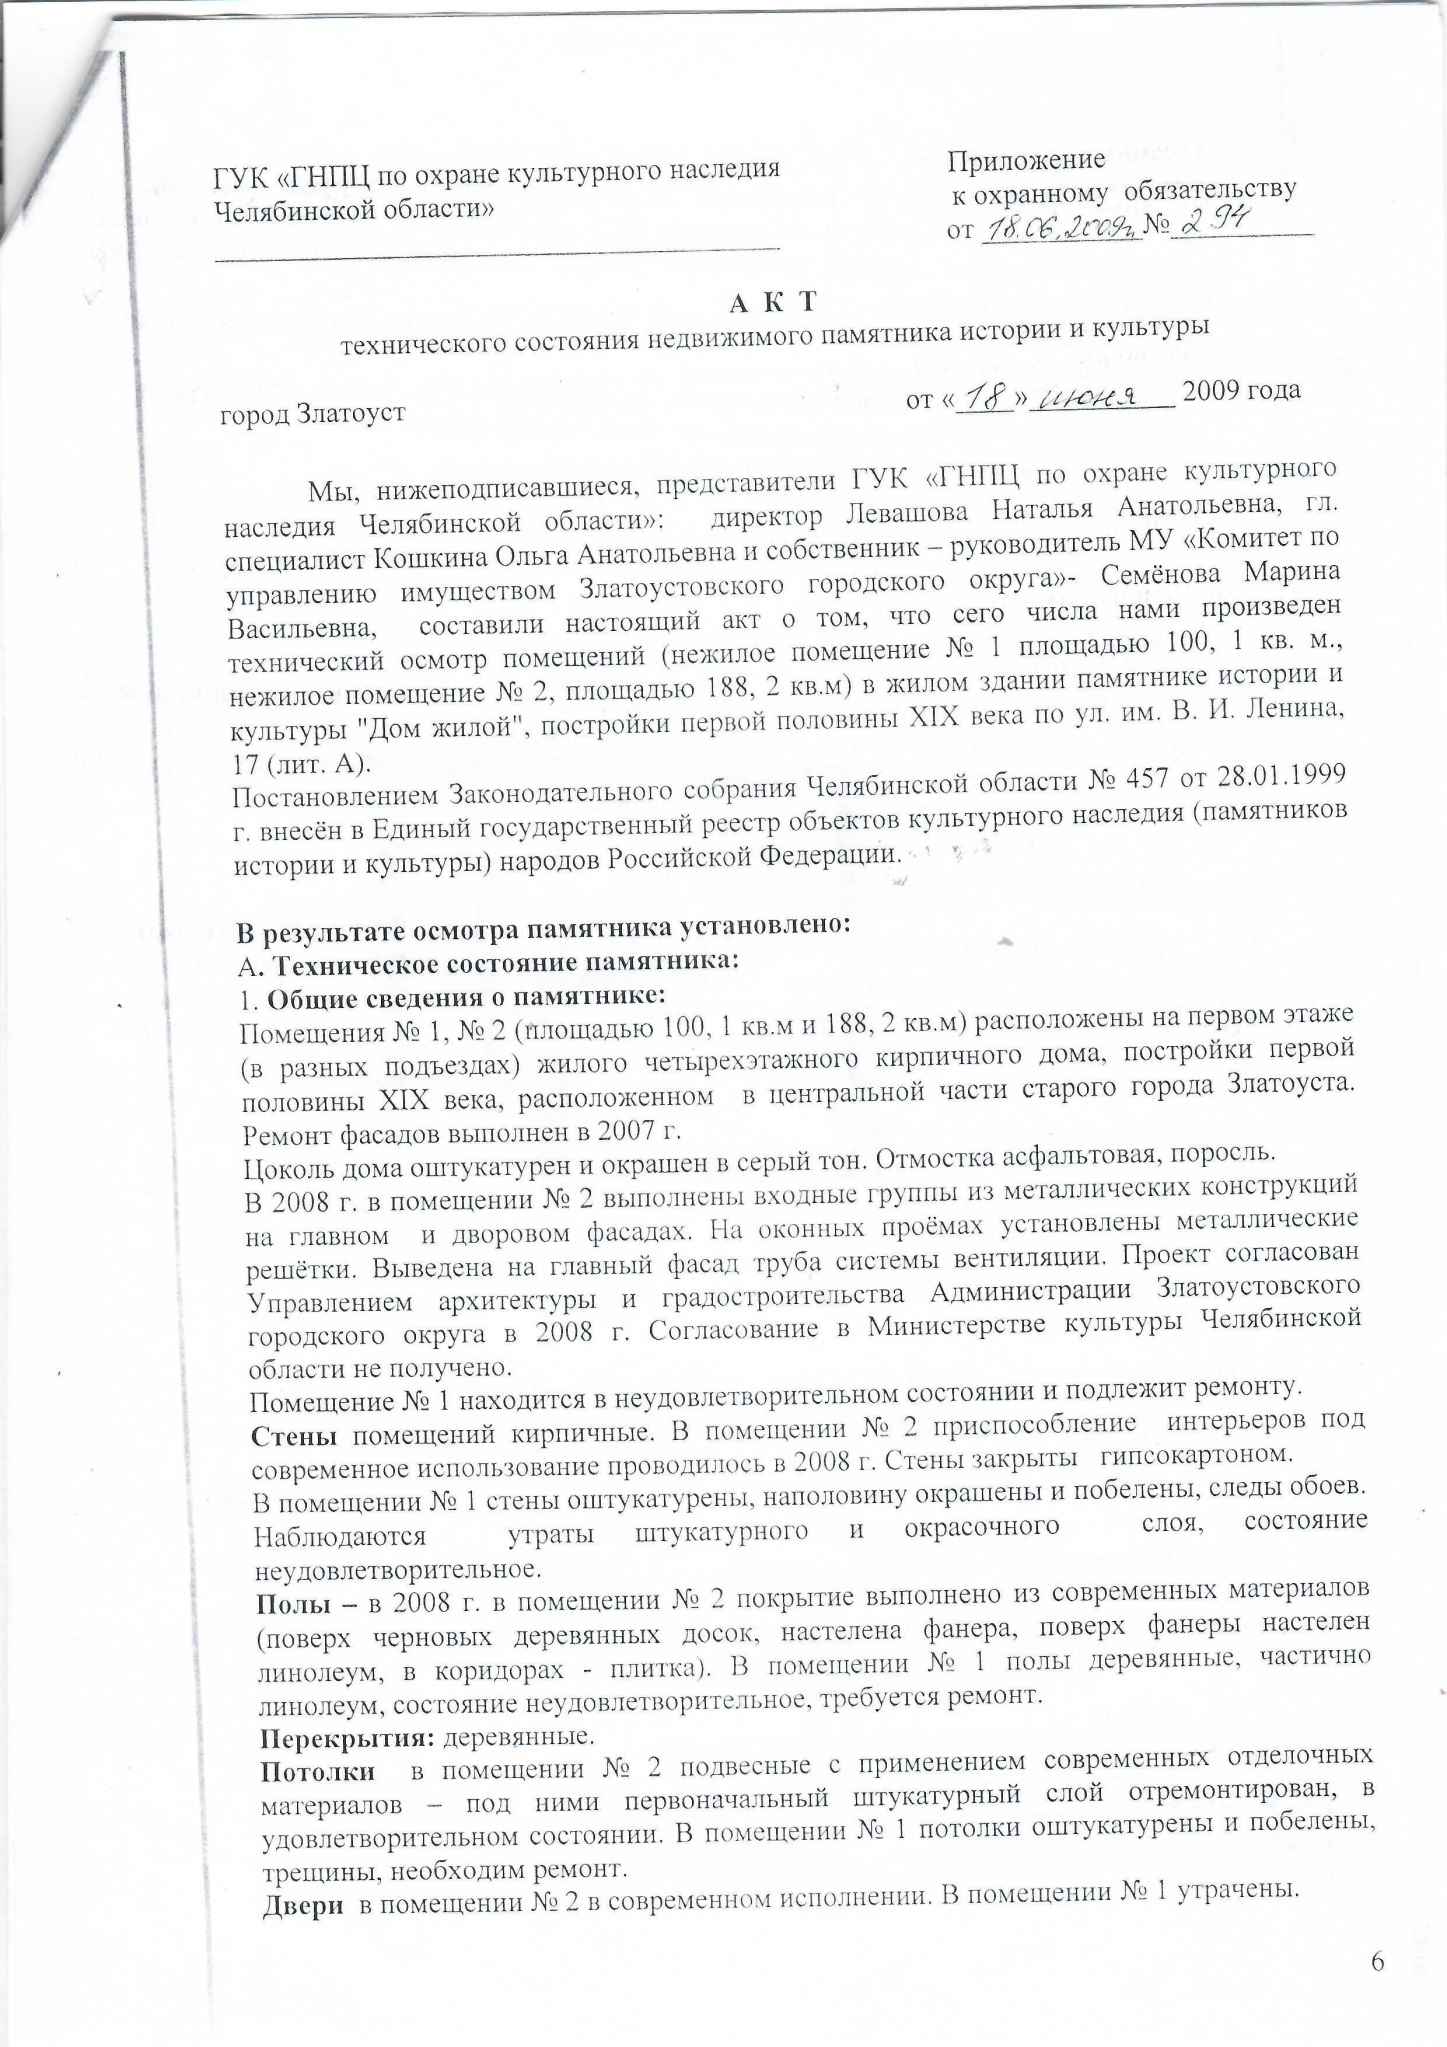 ГУК «ГНПЦ по охране культурного наследия
Челябинской области»
Приложение
к охранному обязательству
от 18.06.2009г. № 294
А К Т
технического состояния недвижимого памятника истории и культуры
город Златоуст
от «18» июня 2009 года
Мы, нижеподписавшиеся, представители ГУК «ГНПЦ по охране культурного
наследия Челябинской области»: директор Левашова Наталья Анатольевна, гл.
специалист Кошкина Ольга Анатольевна и собственник – руководитель МУ «Комитет по
управлению имуществом Златоустовского городского округа»- Семёнова Марина
Васильевна, составили настоящий акт о том, что сего числа нами произведен
технический осмотр помещений (нежилое помещение № 1 площадью 100, 1 кв. м.,
нежилое помещение № 2, площадью 188, 2 кв.м) в жилом здании памятнике истории и
культуры "Дом жилой", постройки первой половины XIX века по ул. им. В. И. Ленина,
17 (лит. А).
Постановлением Законодательного собрания Челябинской области № 457 от 28.01.1999
г. внесён в Единый государственный реестр объектов культурного наследия (памятников
истории и культуры) народов Российской Федерации.
В результате осмотра памятника установлено:
А. Техническое состояние памятника:
1. Общие сведения о памятнике:
Помещения № 1, № 2 (площадью 100, 1 кв.м и 188, 2 кв.м) расположены на первом этаже
(в разных подъездах) жилого четырехэтажного кирпичного дома, постройки первой
половины XIX века, расположенном в центральной части старого города Златоуста.
Ремонт фасадов выполнен в 2007 г.
Цоколь дома оштукатурен и окрашен в серый тон. Отмостка асфальтовая, поросль.
В 2008 г. в помещении № 2 выполнены входные группы из металлических конструкций
на главном и дворовом фасадах. На оконных проёмах установлены металлические
решётки. Выведена на главный фасад труба системы вентиляции. Проект согласован
Управлением архитектуры и градостроительства Администрации Златоустовского
городского округа в 2008 г. Согласование в Министерстве культуры Челябинской
области не получено.
Помещение № 1 находится в неудовлетворительном состоянии и подлежит ремонту.
Стены помещений кирпичные. В помещении № 2 приспособление интерьеров под
современное использование проводилось в 2008 г. Стены закрыты гипсокартоном.
В помещении № 1 стены оштукатурены, наполовину окрашены и побелены, следы обоев.
Наблюдаются утраты штукатурного и окрасочного слоя, состояние
неудовлетворительное.
Полы – в 2008 г. в помещении № 2 покрытие выполнено из современных материалов
(поверх черновых деревянных досок, настелена фанера, поверх фанеры настелен
линолеум, в коридорах - плитка). В помещении № 1 полы деревянные, частично
линолеум, состояние неудовлетворительное, требуется ремонт.
Перекрытия: деревянные.
Потолки в помещении № 2 подвесные с применением современных отделочных
материалов – под ними первоначальный штукатурный слой отремонтирован, в
удовлетворительном состоянии. В помещении № 1 потолки оштукатурены и побелены,
трещины, необходим ремонт.
Двери в помещении № 2 в современном исполнении. В помещении № 1 утрачены.
6